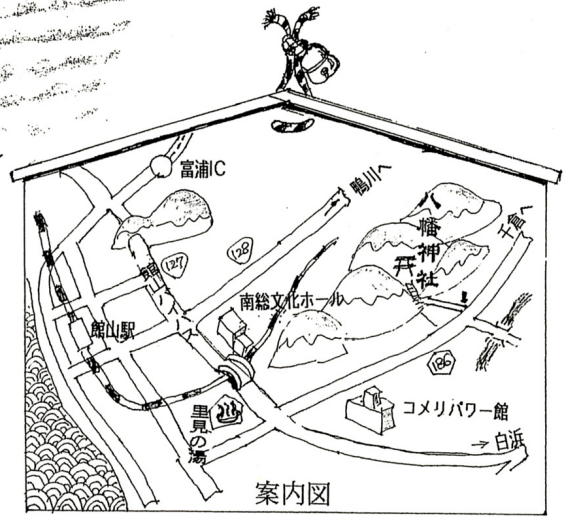 富浦IC
鴨川へ
八幡神社
千倉へ
127
128
館山駅
南総文化ホール
186
里見の湯
コメリパワー館
→白浜
案内図